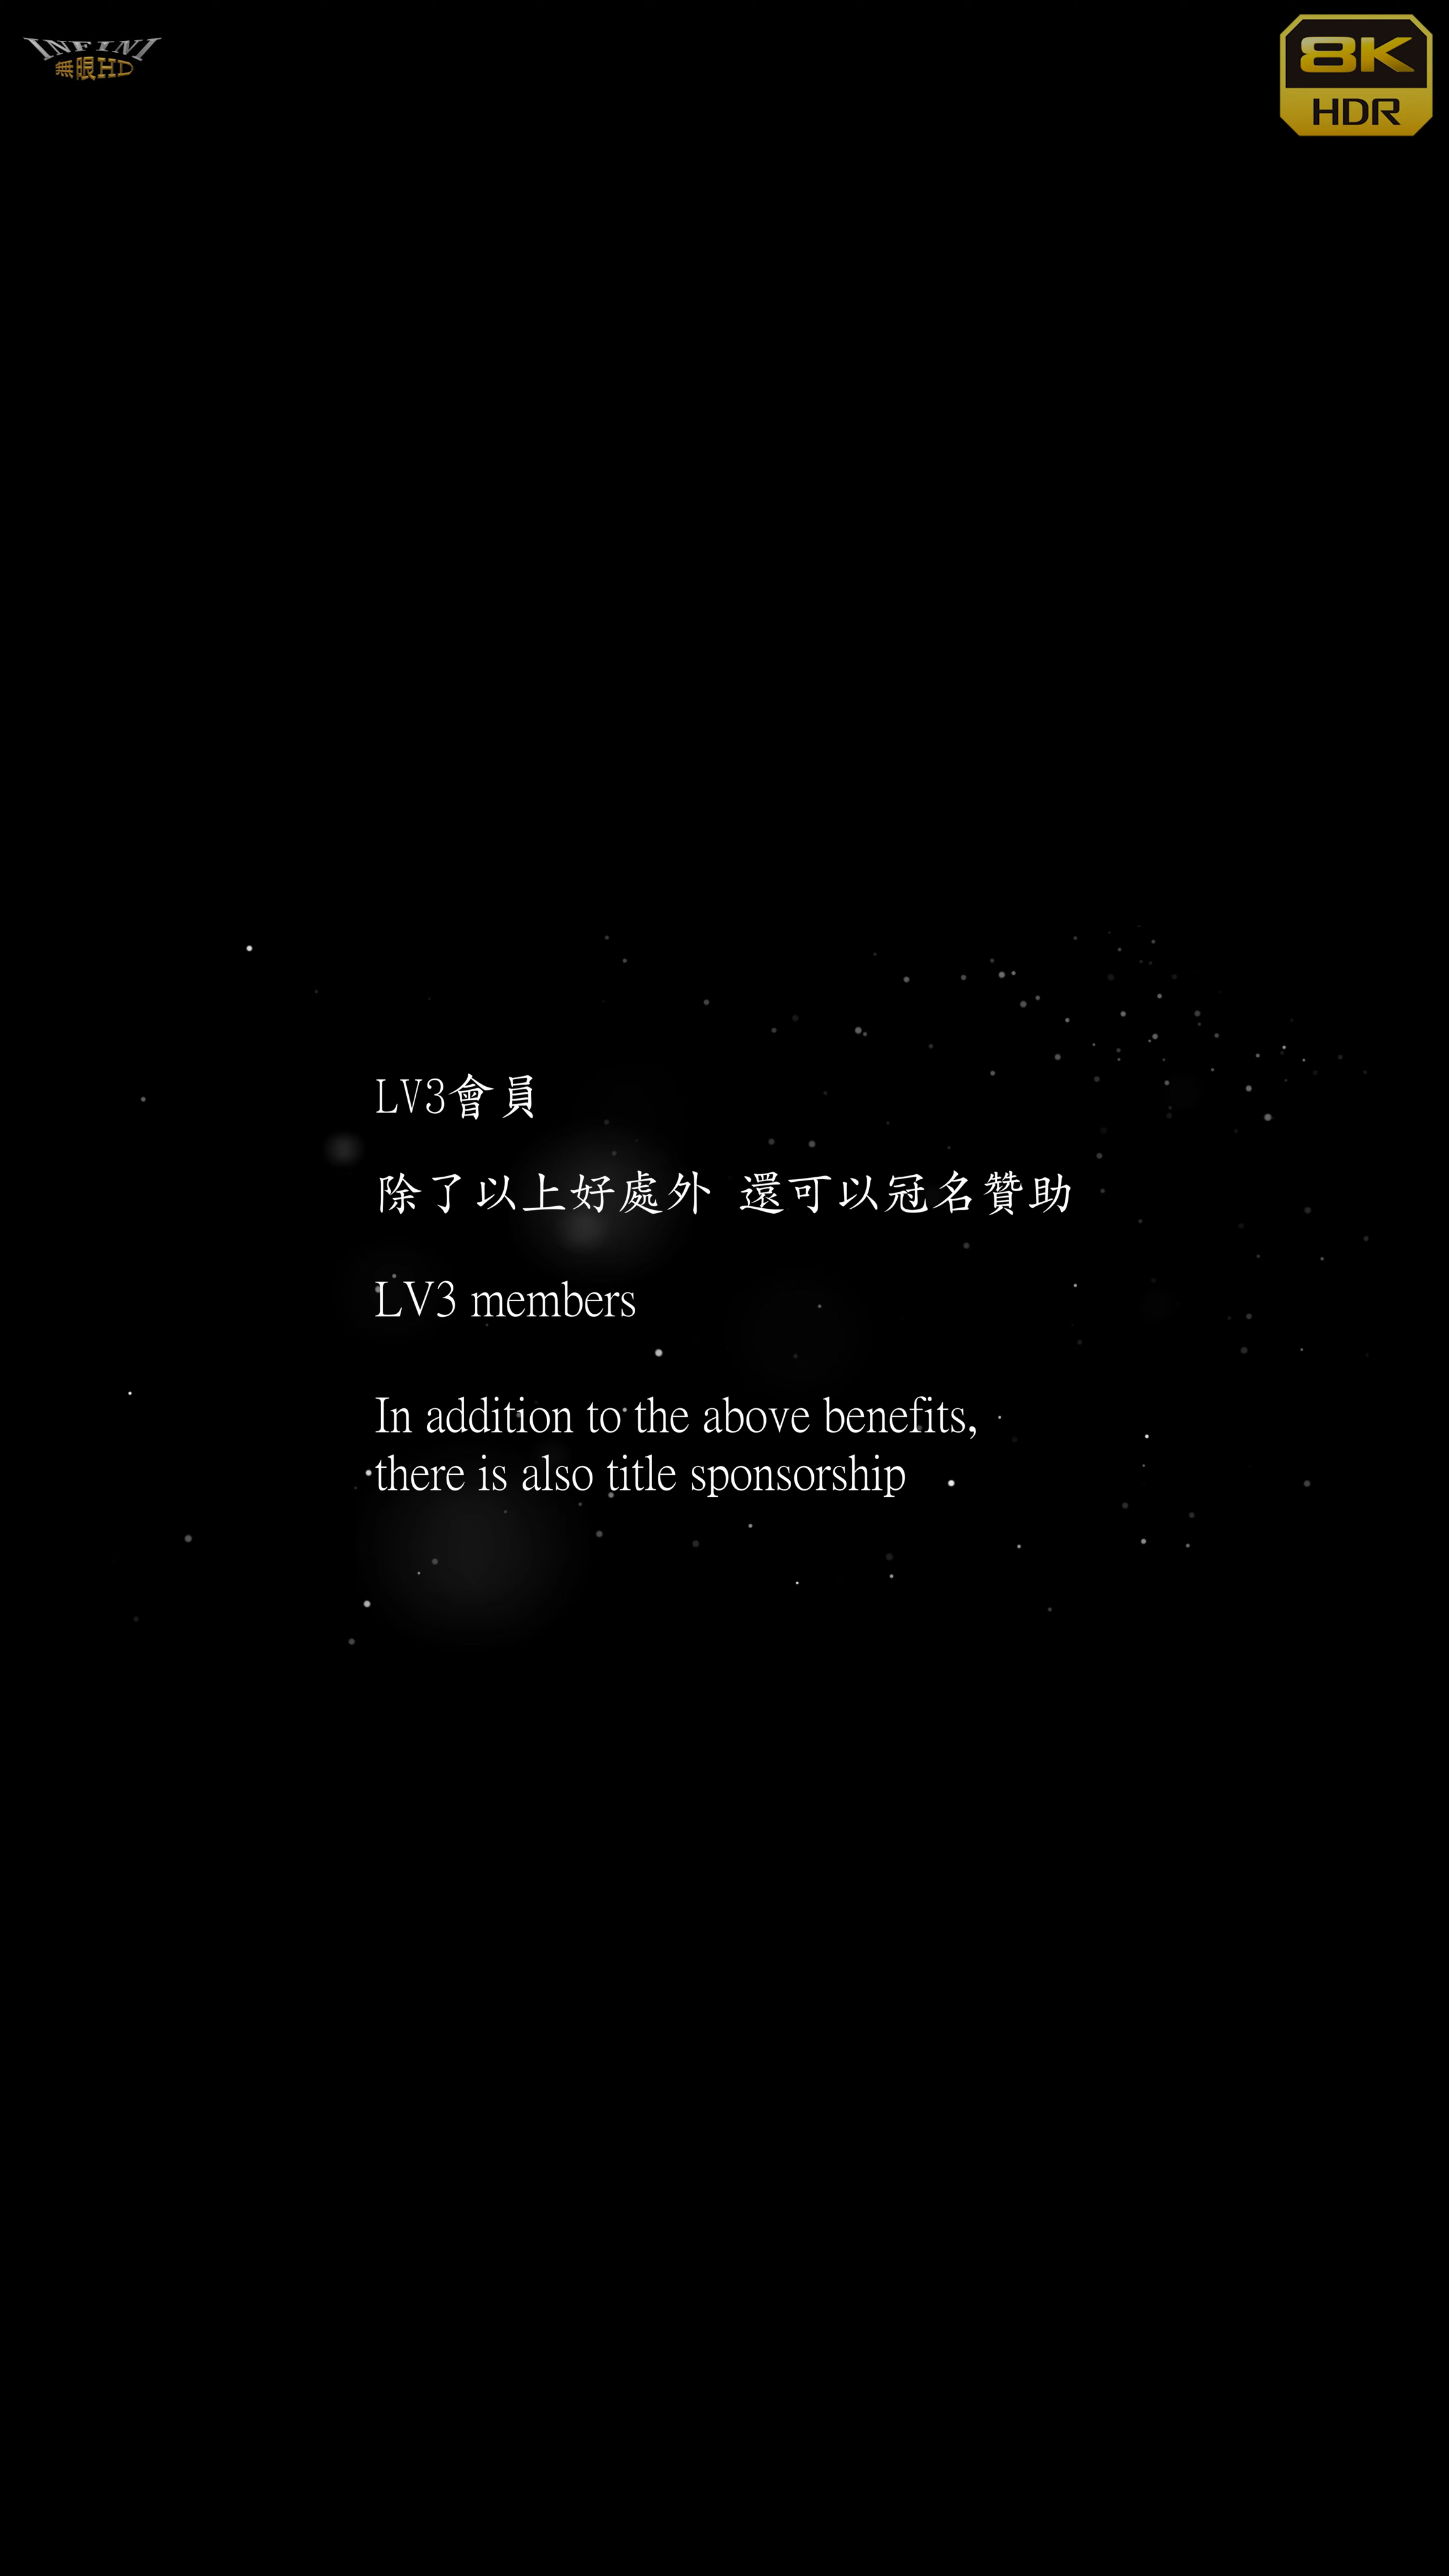 INFINI
無限HD
8K
HDR
LV3會員
除了以上好處外 還可以冠名贊助
LV3 members
In addition to the above benefits,
there is also title sponsorship